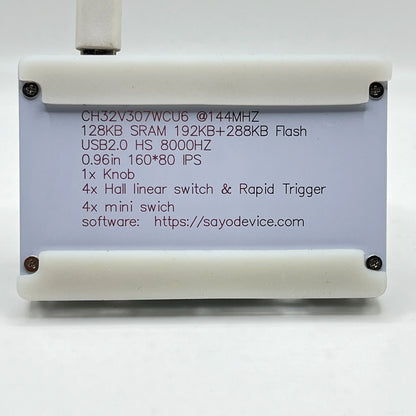 CH32V307WCU6 @144MHZ
128KB SRAM 192KB+288KB Flash
USB2.0 HS 8000HZ
0.96in 160*80 IPS
1x Knob
4x Hall linear switch & Rapid Trigger
4x mini swich
software: https://sayodevice.com